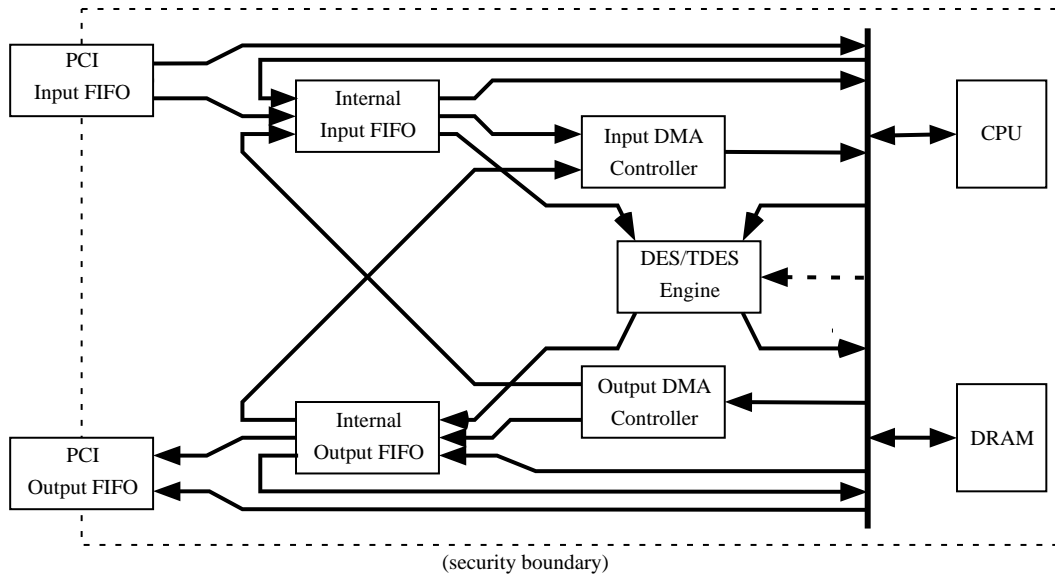 PCI
Input FIFO
Internal
Input FIFO
Input DMA
Controller
CPU
DES/TDES
Engine
Output DMA
Controller
Internal
Output FIFO
PCI
Output FIFO
DRAM
(security boundary)